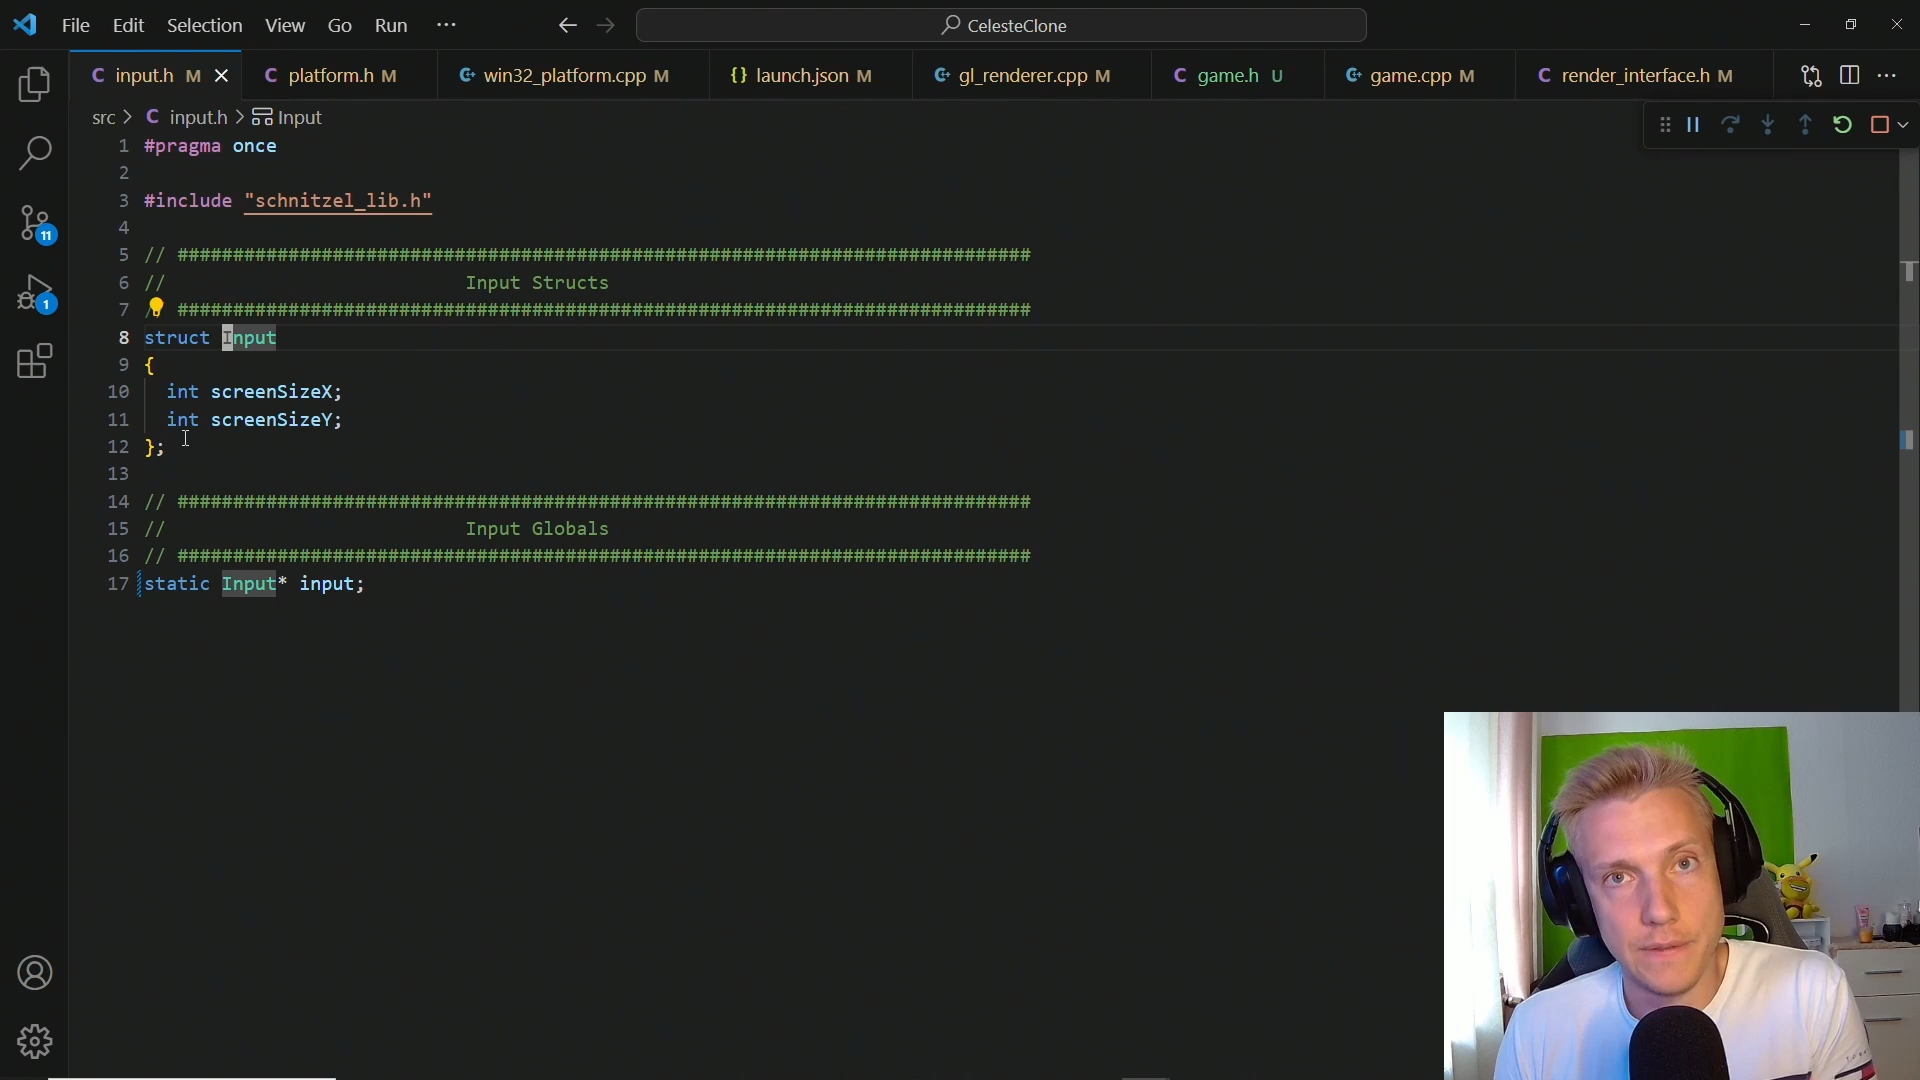 File Edit Selection View Go Run ··· CelesteClone
input.h M platform.h M win32_platform.cpp M {} launch.json M gl_renderer.cpp M game.h U game.cpp M render_interface.h M
src > C input.h > Input
1 #pragma once
2
3 #include "schnitzel_lib.h"
4
5 // ##############################################################################
6 // Input Structs
7 // ##############################################################################
8 struct Input
9 {
10 int screenSizeX;
11 int screenSizeY;
12 };
13
14 // ##############################################################################
15 // Input Globals
16 // ##############################################################################
17 static Input* input;
11
1